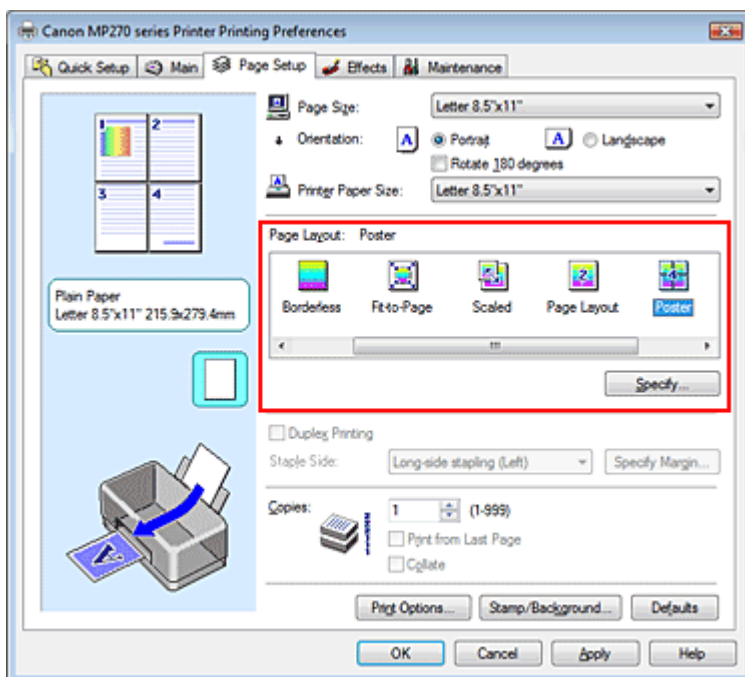 Canon MP270 series Printer Printing Preferences
Quick Setup Main Page Setup Effects Maintenance
1 2
3 4
Plain Paper
Letter 8.5"x11" 215.9x279.4mm
A
Page Size: Letter 8.5"x11"
Orientation: A Portrait A Landscape
Rotate 180 degrees
Printer Paper Size: Letter 8.5"x11"
Page Layout: Poster
Borderless Fit-to-Page Scaled Page Layout Poster
Specify...
Duplex Printing
Staple Side: Long-side stapling (Left) Specify Margin...
Copies: 1 (1-999)
Print from Last Page
Collate
Print Options... Stamp/Background... Defaults
OK Cancel Apply Help